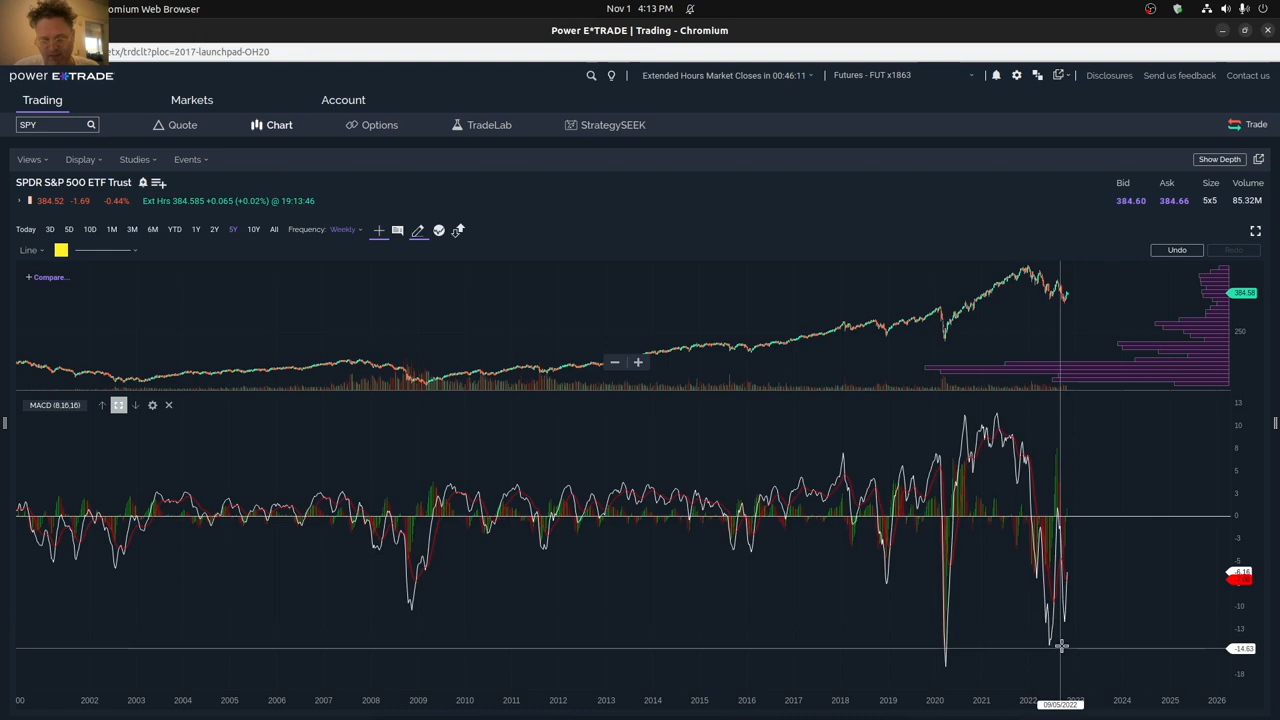 omium Web Browser
Nov 1 4:13 PM
Power E*TRADE | Trading - Chromium
etx/trdclt?ploc=2017-launchpad-OH20
power E*TRADE
Extended Hours Market Closes in 00:46:11
Futures - FUT x1863
Disclosures
Send us feedback
Contact us
Trading
Markets
Account
SPY
Quote
Chart
Options
TradeLab
StrategySEEK
Trade
Views
Display
Studies
Events
Show Depth
SPDR S&P 500 ETF Trust
Bid
Ask
Size
Volume
384.52 -1.69 -0.44%
Ext Hrs 384.585 +0.065 (+0.02%) @ 19:13:46
384.60
384.66
5x5
85.32M
Today 3D 5D 10D 1M 3M 6M YTD 1Y 2Y 5Y 10Y All Frequency: Weekly
Line
Undo
Redo
+ Compare...
384.58
250
MACD (8,16,16)
13
10
8
5
3
0
-3
-5
-6.16
-10
-13
-14.63
-18
00 2002 2003 2004 2005 2006 2007 2008 2009 2010 2011 2012 2013 2014 2015 2016 2017 2018 2019 2020 2021 2022 2023 2024 2025 2026
09/05/2022